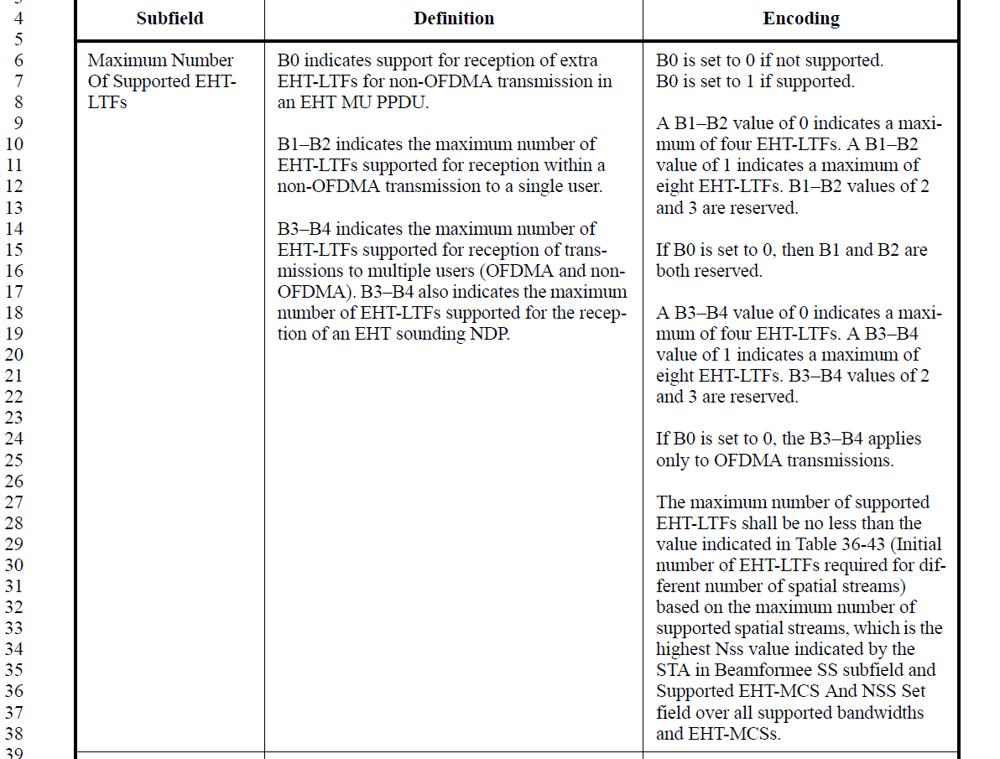 4
5
6
7
8
9
10
11
12
13
14
15
16
17
18
19
20
21
22
23
24
25
26
27
28
29
30
31
32
33
34
35
36
37
38
39
Subfield
Definition
Encoding
Maximum Number
Of Supported EHT-
LTFs
B0 indicates support for reception of extra
EHT-LTFs for non-OFDMA transmission in
an EHT MU PPDU.
B1–B2 indicates the maximum number of
EHT-LTFs supported for reception within a
non-OFDMA transmission to a single user.
B3–B4 indicates the maximum number of
EHT-LTFs supported for reception of trans-
missions to multiple users (OFDMA and non-
OFDMA). B3–B4 also indicates the maximum
number of EHT-LTFs supported for the recep-
tion of an EHT sounding NDP.
B0 is set to 0 if not supported.
B0 is set to 1 if supported.
A B1–B2 value of 0 indicates a maxi-
mum of four EHT-LTFs. A B1–B2
value of 1 indicates a maximum of
eight EHT-LTFs. B1–B2 values of 2
and 3 are reserved.
If B0 is set to 0, then B1 and B2 are
both reserved.
A B3–B4 value of 0 indicates a maxi-
mum of four EHT-LTFs. A B3–B4
value of 1 indicates a maximum of
eight EHT-LTFs. B3–B4 values of 2
and 3 are reserved.
If B0 is set to 0, the B3–B4 applies
only to OFDMA transmissions.
The maximum number of supported
EHT-LTFs shall be no less than the
value indicated in Table 36-43 (Initial
number of EHT-LTFs required for dif-
ferent number of spatial streams)
based on the maximum number of
supported spatial streams, which is the
highest Nss value indicated by the
STA in Beamformee SS subfield and
Supported EHT-MCS And NSS Set
field over all supported bandwidths
and EHT-MCSs.